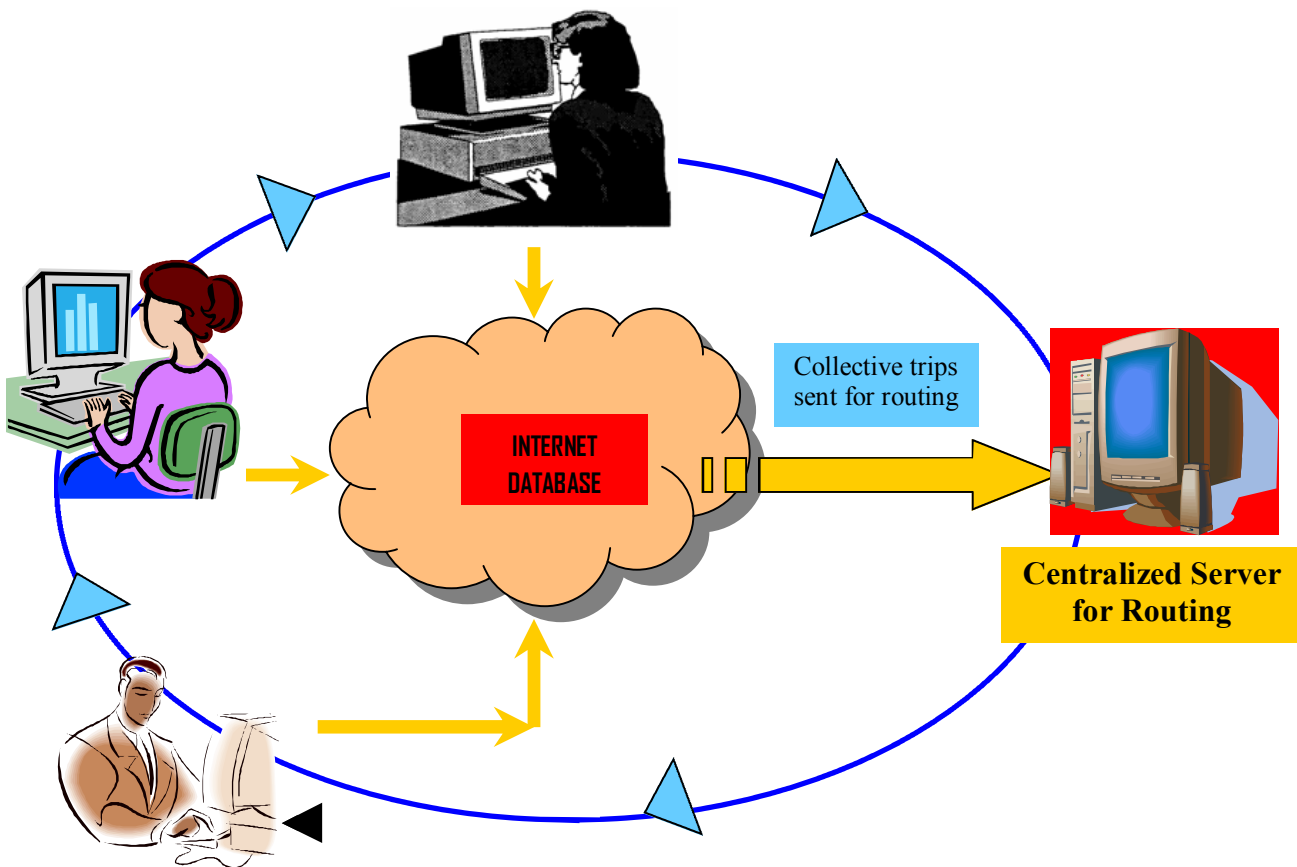 Collective trips
sent for routing
INTERNET
DATABASE
Centralized Server
for Routing